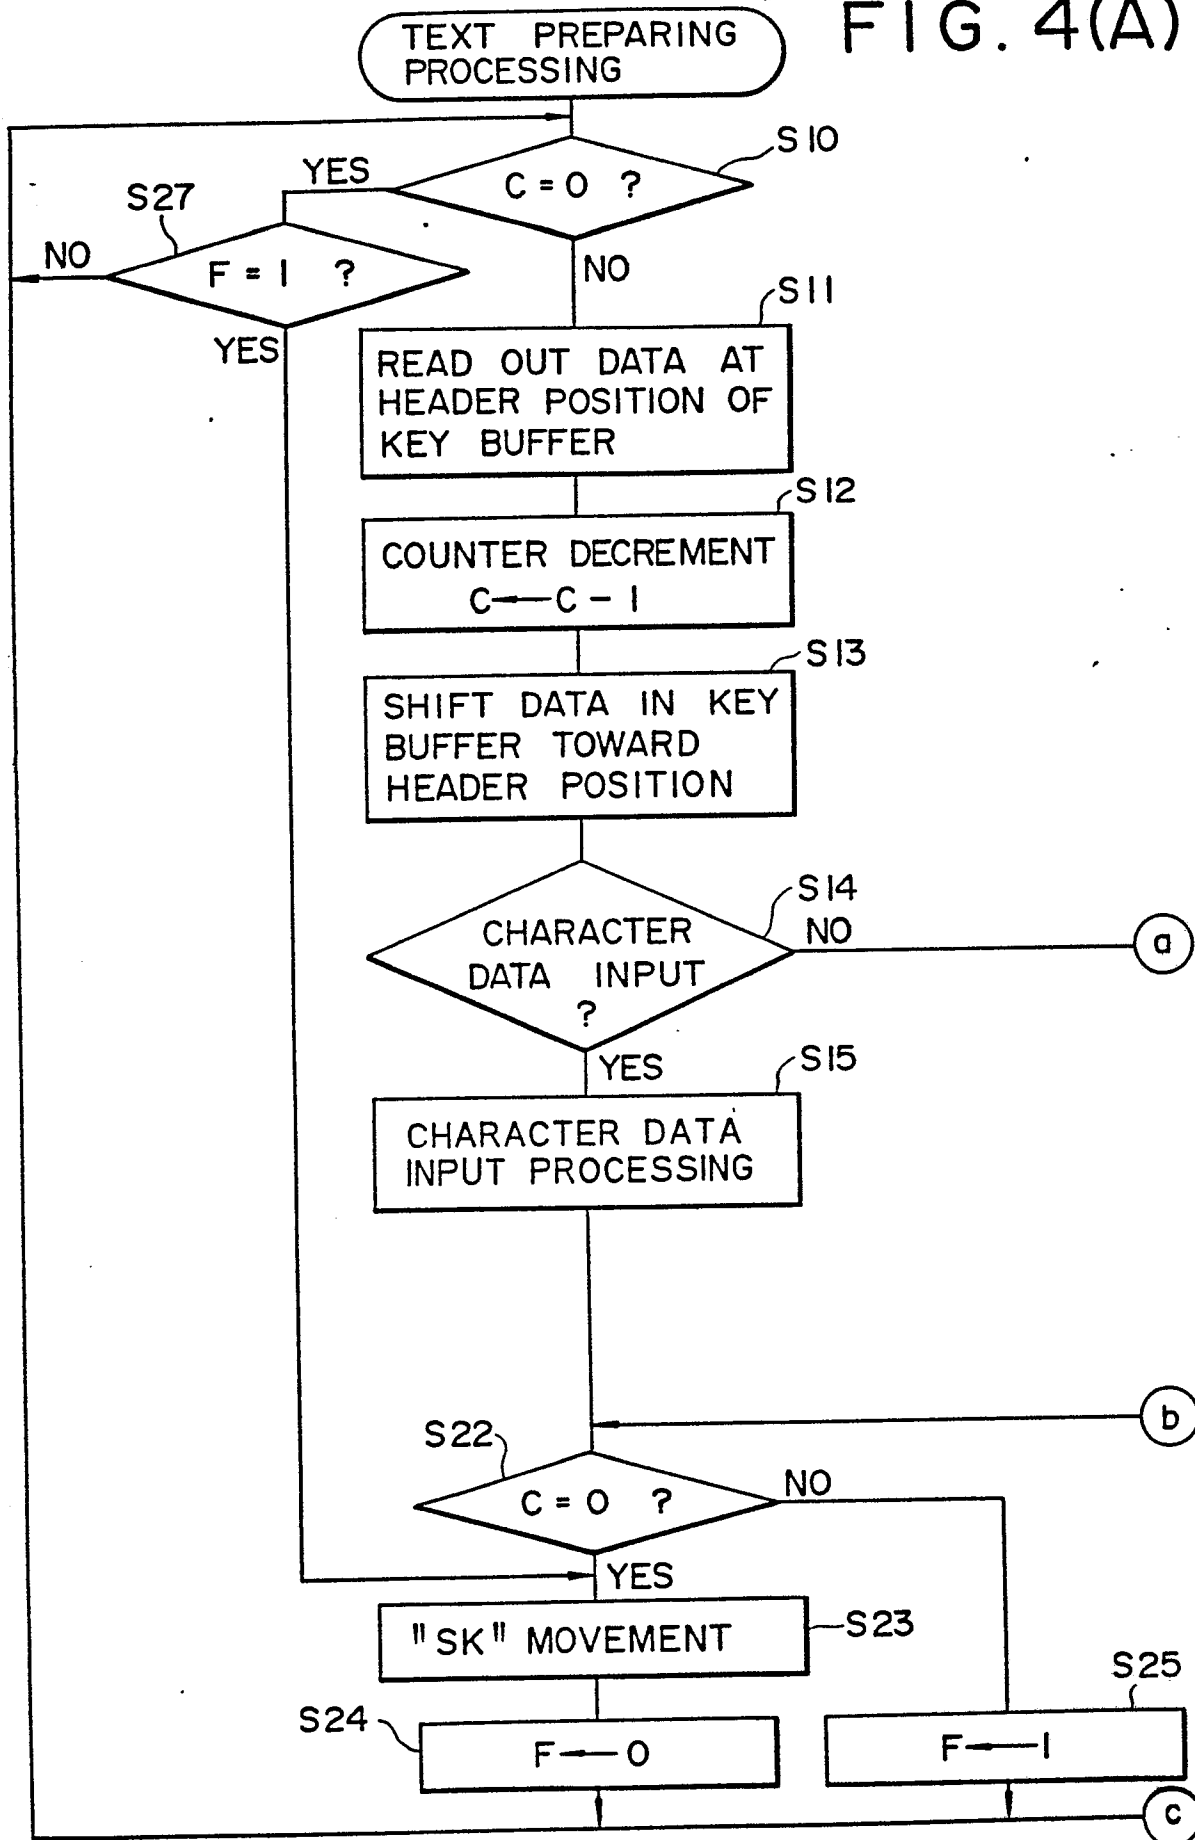 FIG. 4(A)
TEXT PREPARING
PROCESSING
S10
YES
C = 0 ?
S27
NO
F = 1 ?
NO
S11
YES
READ OUT DATA AT
HEADER POSITION OF
KEY BUFFER
S12
COUNTER DECREMENT
C ← C - 1
S13
SHIFT DATA IN KEY
BUFFER TOWARD
HEADER POSITION
S14
CHARACTER
DATA INPUT
?
NO
a
YES
S15
CHARACTER DATA
INPUT PROCESSING
b
S22
C = 0 ?
NO
YES
"SK" MOVEMENT
S23
S25
S24
F ← 0
F ← 1
c